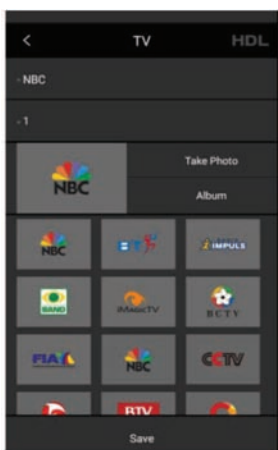 TV HDL
NBC
1
NBC
Take Photo
Album
NBC
IMPULS
BAND
iMagicTV
BCTV
FIA
NBC
CCTV
BTV
Save